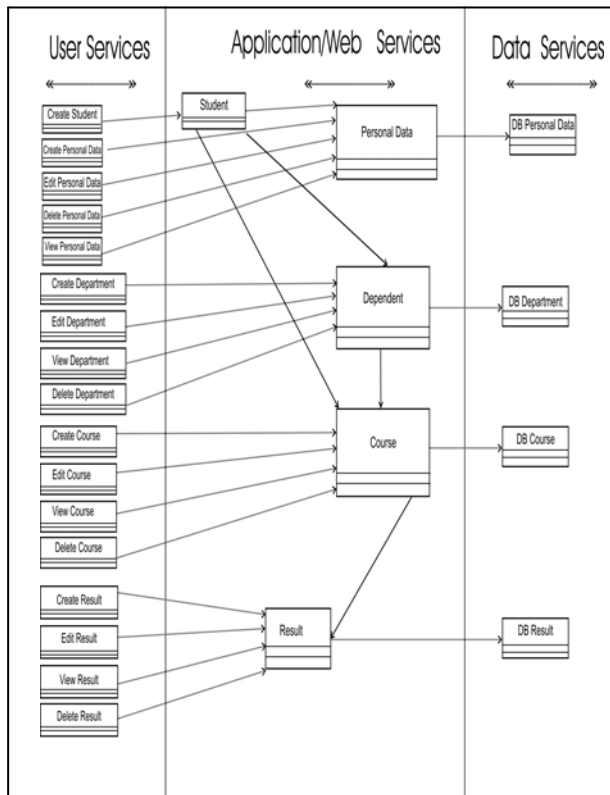 User Services
Application/Web Services
Data Services
Create Student
Student
Create Personal Data
Personal Data
DB Personal Data
Edit Personal Data
Delete Personal Data
View Personal Data
Create Department
Dependent
DB Department
Edit Department
View Department
Delete Department
Create Course
Course
DB Course
Edit Course
View Course
Delete Course
Create Result
Result
DB Result
Edit Result
View Result
Delete Result